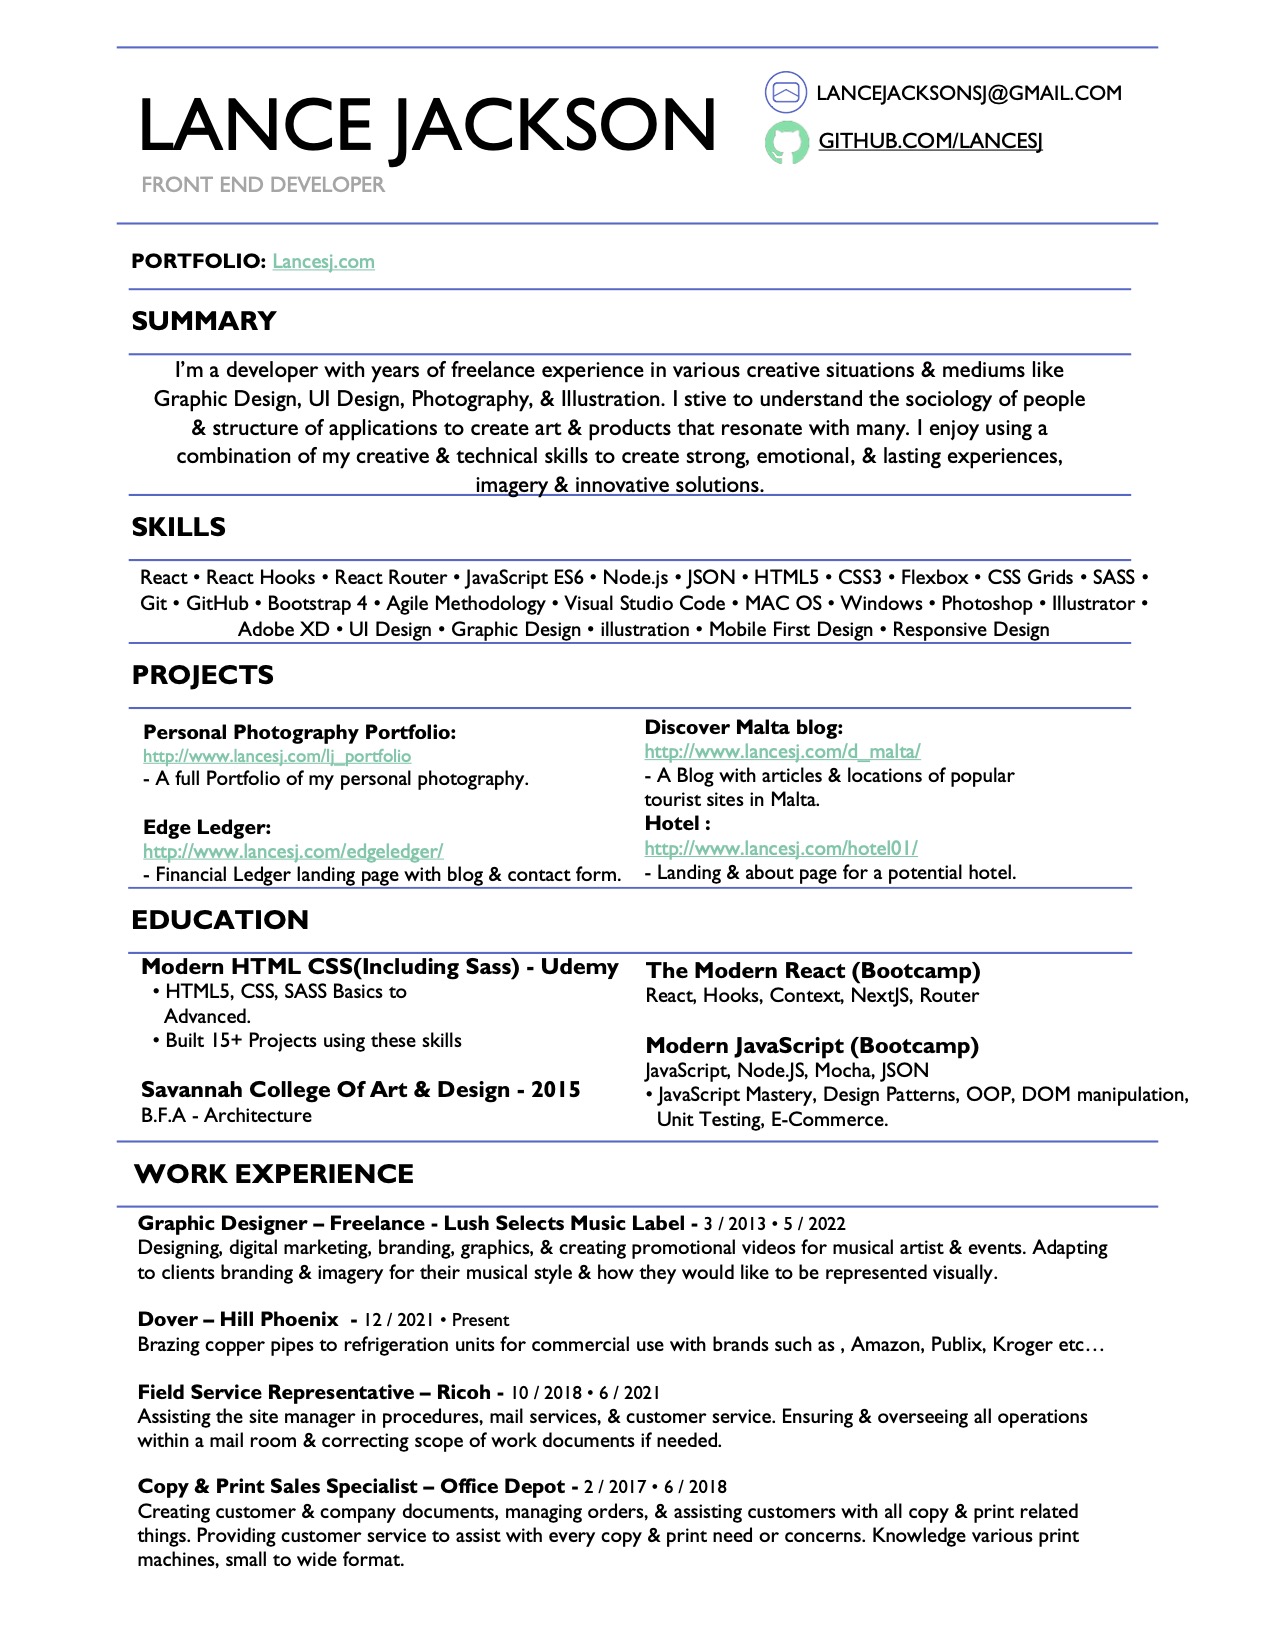 LANCE JACKSON
FRONT END DEVELOPER
LANCEJACKSONSJ@GMAIL.COM
GITHUB.COM/LANCESJ
PORTFOLIO: Lancesj.com
SUMMARY
I’m a developer with years of freelance experience in various creative situations & mediums like
Graphic Design, UI Design, Photography, & Illustration. I stive to understand the sociology of people
& structure of applications to create art & products that resonate with many. I enjoy using a
combination of my creative & technical skills to create strong, emotional, & lasting experiences,
imagery & innovative solutions.
SKILLS
React • React Hooks • React Router • JavaScript ES6 • Node.js • JSON • HTML5 • CSS3 • Flexbox • CSS Grids • SASS •
Git • GitHub • Bootstrap 4 • Agile Methodology • Visual Studio Code • MAC OS • Windows • Photoshop • Illustrator •
Adobe XD • UI Design • Graphic Design • illustration • Mobile First Design • Responsive Design
PROJECTS
Personal Photography Portfolio:
http://www.lancesj.com/lj_portfolio
- A full Portfolio of my personal photography.
Edge Ledger:
http://www.lancesj.com/edgeledger/
- Financial Ledger landing page with blog & contact form.
Discover Malta blog:
http://www.lancesj.com/d_malta/
- A Blog with articles & locations of popular
tourist sites in Malta.
Hotel :
http://www.lancesj.com/hotel01/
- Landing & about page for a potential hotel.
EDUCATION
Modern HTML CSS(Including Sass) - Udemy
• HTML5, CSS, SASS Basics to
Advanced.
• Built 15+ Projects using these skills
Savannah College Of Art & Design - 2015
B.F.A - Architecture
The Modern React (Bootcamp)
React, Hooks, Context, NextJS, Router
Modern JavaScript (Bootcamp)
JavaScript, Node.JS, Mocha, JSON
• JavaScript Mastery, Design Patterns, OOP, DOM manipulation,
Unit Testing, E-Commerce.
WORK EXPERIENCE
Graphic Designer – Freelance - Lush Selects Music Label - 3 / 2013 • 5 / 2022
Designing, digital marketing, branding, graphics, & creating promotional videos for musical artist & events. Adapting
to clients branding & imagery for their musical style & how they would like to be represented visually.
Dover – Hill Phoenix  - 12 / 2021 • Present
Brazing copper pipes to refrigeration units for commercial use with brands such as , Amazon, Publix, Kroger etc…
Field Service Representative – Ricoh - 10 / 2018 • 6 / 2021
Assisting the site manager in procedures, mail services, & customer service. Ensuring & overseeing all operations
within a mail room & correcting scope of work documents if needed.
Copy & Print Sales Specialist – Office Depot - 2 / 2017 • 6 / 2018
Creating customer & company documents, managing orders, & assisting customers with all copy & print related
things. Providing customer service to assist with every copy & print need or concerns. Knowledge various print
machines, small to wide format.